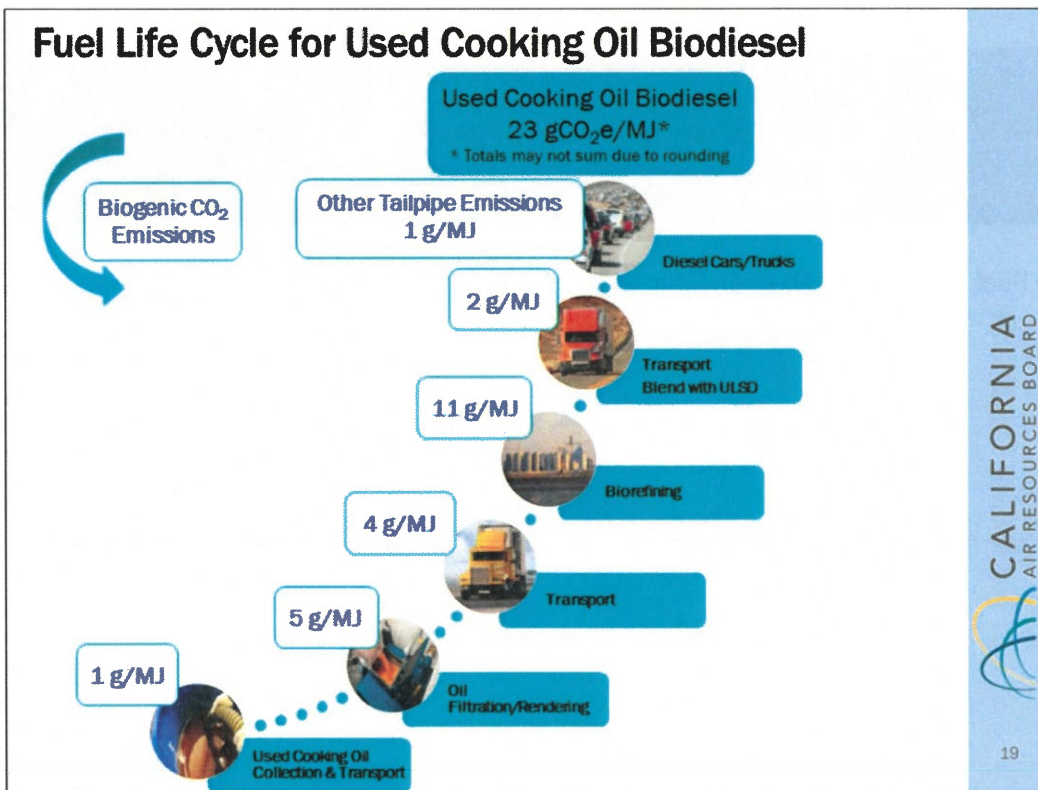 Fuel Life Cycle for Used Cooking Oil Biodiesel
Used Cooking Oil Biodiesel
23 gCO₂e/MJ*
* Totals may not sum due to rounding
Biogenic CO₂
Emissions
Other Tailpipe Emissions
1 g/MJ
Diesel Cars/Trucks
2 g/MJ
Transport
Blend with ULSD
11 g/MJ
Biorefining
4 g/MJ
Transport
5 g/MJ
Oil
Filtration/Rendering
1 g/MJ
Used Cooking Oil
Collection & Transport
CALIFORNIA
AIR RESOURCES BOARD
19